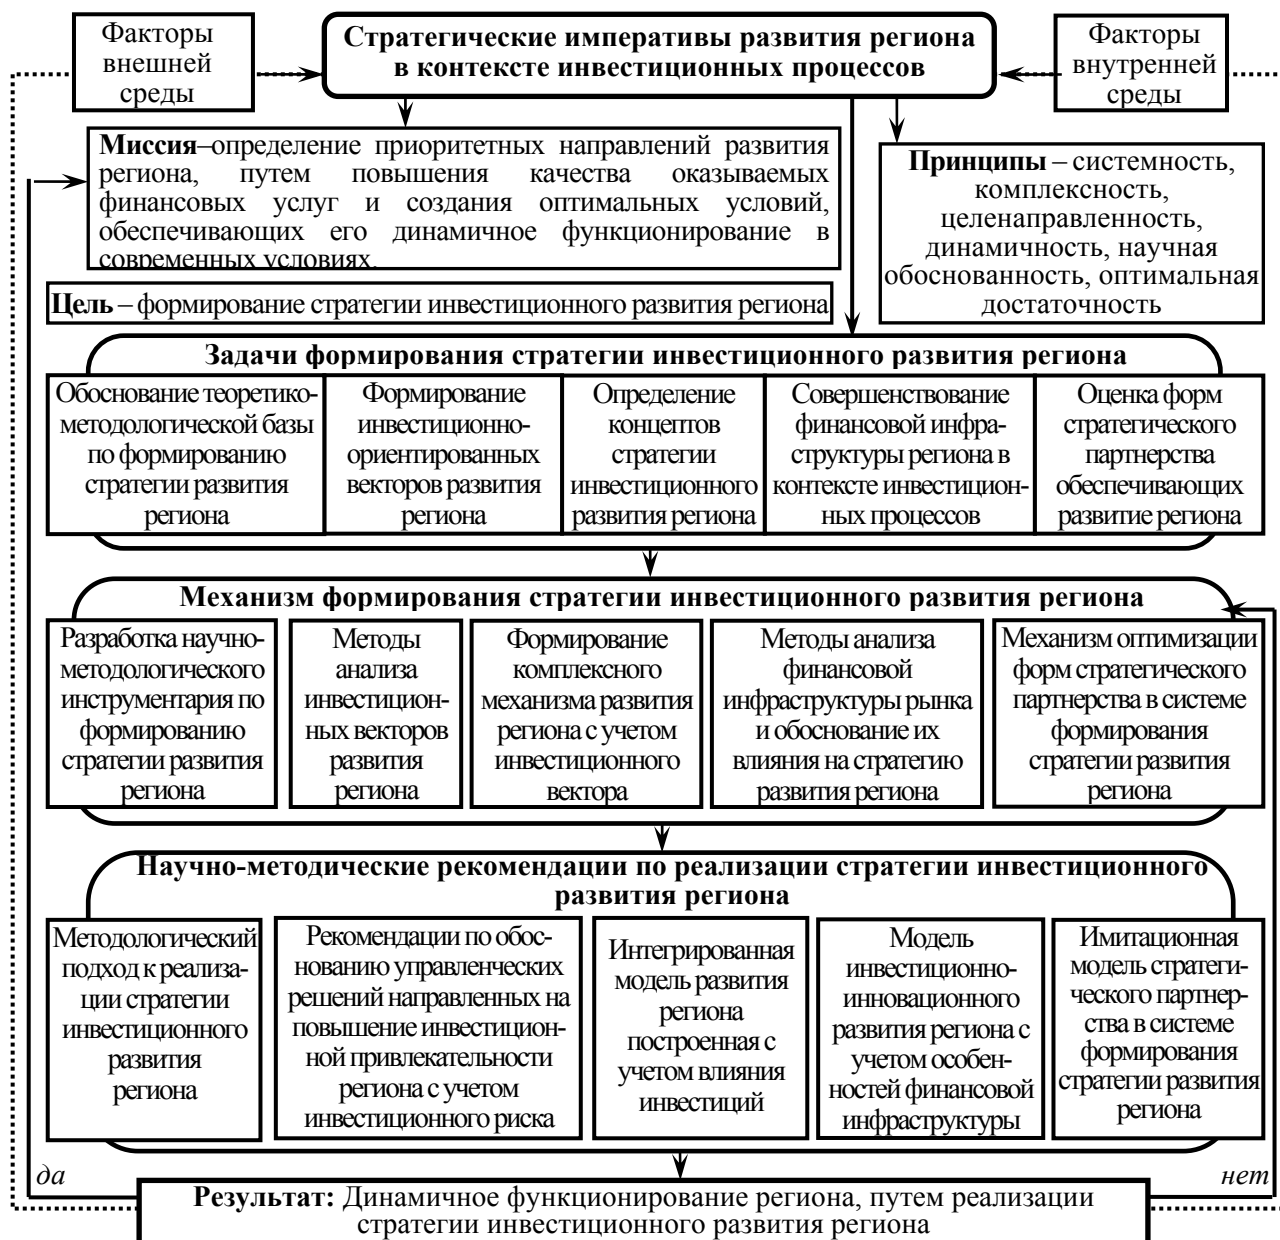 Факторы
внешней
среды
Стратегические императивы развития региона
в контексте инвестиционных процессов
Факторы
внутренней
среды
Миссия–определение приоритетных направлений развития
региона, путем повышения качества оказываемых
финансовых услуг и создания оптимальных условий,
обеспечивающих его динамичное функционирование в
современных условиях.
Принципы – системность,
комплексность,
целенаправленность,
динамичность, научная
обоснованность, оптимальная
достаточность
Цель – формирование стратегии инвестиционного развития региона
Задачи формирования стратегии инвестиционного развития региона
Обоснование теоретико-
методологической базы
по формированию
стратегии развития
региона
Формирование
инвестиционно-
ориентированных
векторов развития
региона
Определение
концептов
стратегии
инвестиционного
развития региона
Совершенствование
финансовой инфра-
структуры региона в
контексте инвестицион-
ных процессов
Оценка форм
стратегического
партнерства
обеспечивающих
развитие региона
Механизм формирования стратегии инвестиционного развития региона
Разработка научно-
методологического
инструментария по
формированию
стратегии развития
региона
Методы
анализа
инвестицион-
ных векторов
развития
региона
Формирование
комплексного
механизма развития
региона с учетом
инвестиционного
вектора
Методы анализа
финансовой
инфраструктуры рынка
и обоснование их
влияния на стратегию
развития региона
Механизм оптимизации
форм стратегического
партнерства в системе
формирования
стратегии развития
региона
Научно-методические рекомендации по реализации стратегии инвестиционного
развития региона
Методологический
подход к реализа-
ции стратегии
инвестиционного
развития
региона
Рекомендации по обос-
нованию управленческих
решений направленных на
повышение инвестицион-
ной привлекательности
региона с учетом
инвестиционного риска
Интегрированная
модель развития
региона
построенная с
учетом влияния
инвестиций
Модель
инвестиционно-
инновационного
развития региона с
учетом особен-
ностей финансовой
инфраструктуры
Имитационная
модель стратеги-
ческого партнер-
ства в системе
формирования
стратегии развития
региона
да
нет
Результат: Динамичное функционирование региона, путем реализации
стратегии инвестиционного развития региона